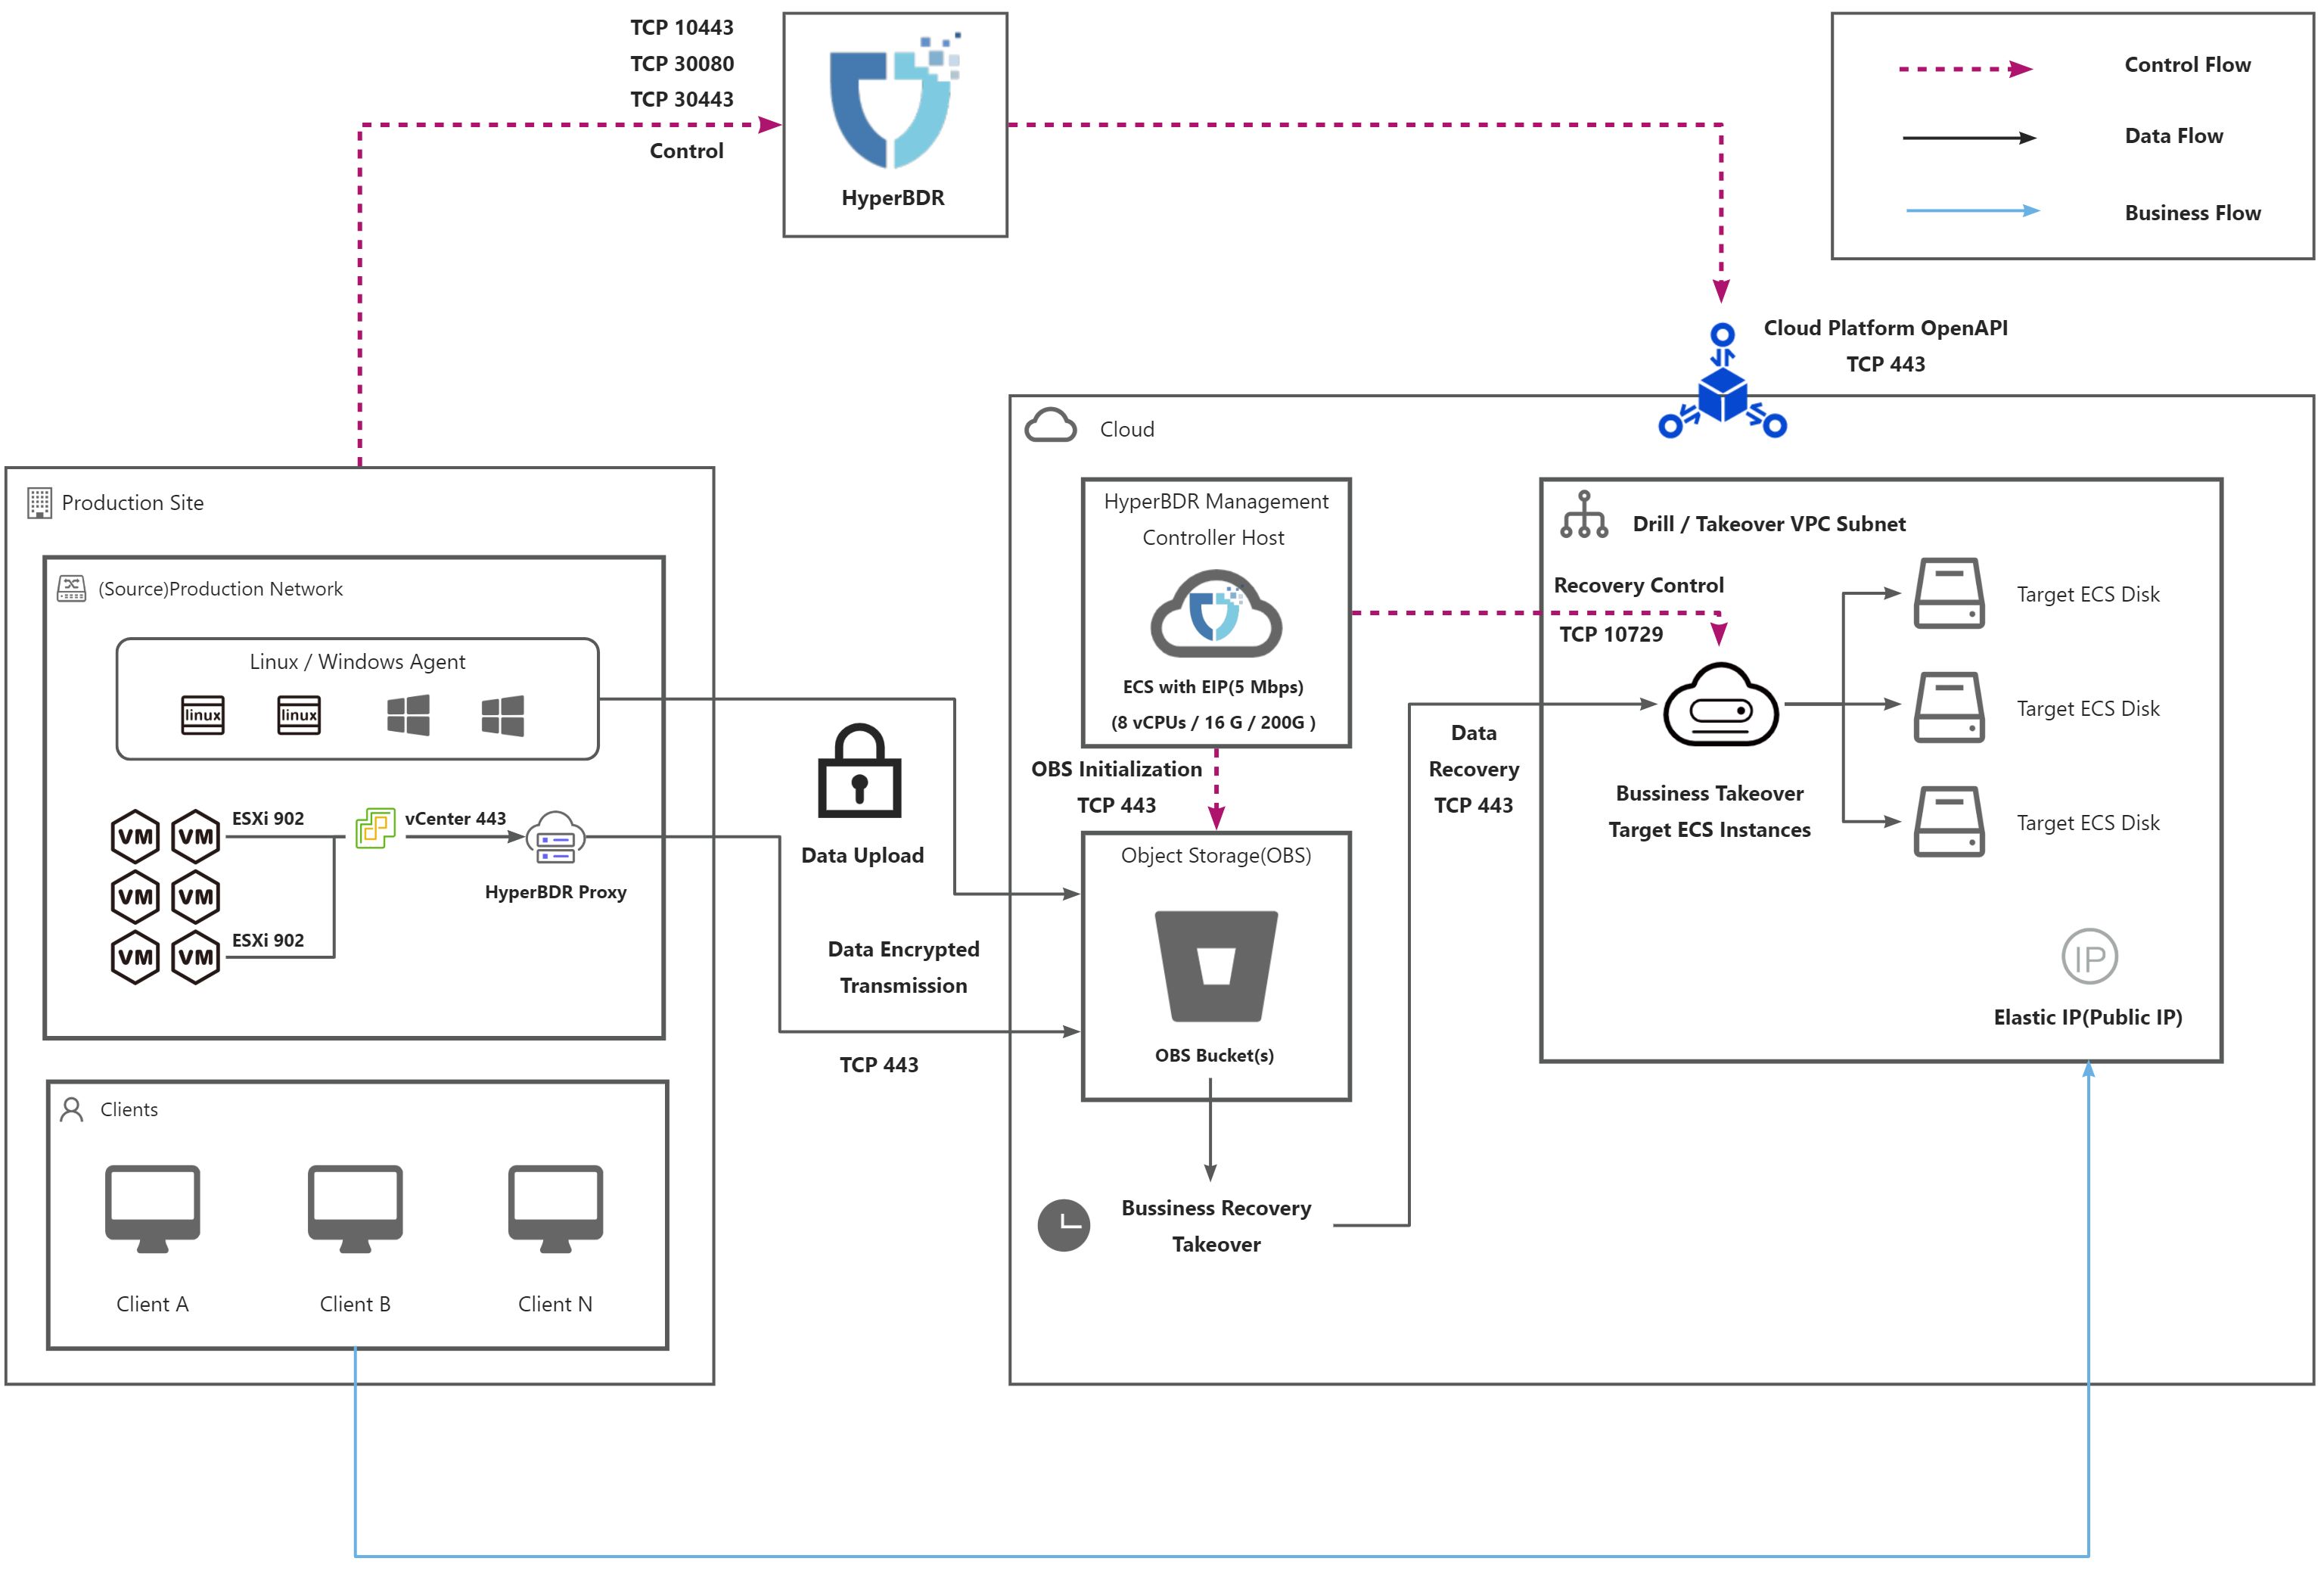 TCP 10443
TCP 30080
TCP 30443
Control
HyperBDR
Control Flow
Data Flow
Business Flow
Cloud Platform OpenAPI
TCP 443
Production Site
(Source)Production Network
Linux / Windows Agent
linux
linux
VM
VM
ESXi 902
vCenter 443
HyperBDR Proxy
VM
VM
VM
VM
ESXi 902
Clients
Client A
Client B
Client N
Data Upload
Data Encrypted
Transmission
TCP 443
Cloud
HyperBDR Management
Controller Host
ECS with EIP(5 Mbps)
(8 vCPUs / 16 G / 200G )
OBS Initialization
TCP 443
Object Storage(OBS)
OBS Bucket(s)
Bussiness Recovery
Takeover
Data
Recovery
TCP 443
Drill / Takeover VPC Subnet
Recovery Control
TCP 10729
Bussiness Takeover
Target ECS Instances
Target ECS Disk
Target ECS Disk
Target ECS Disk
IP
Elastic IP(Public IP)